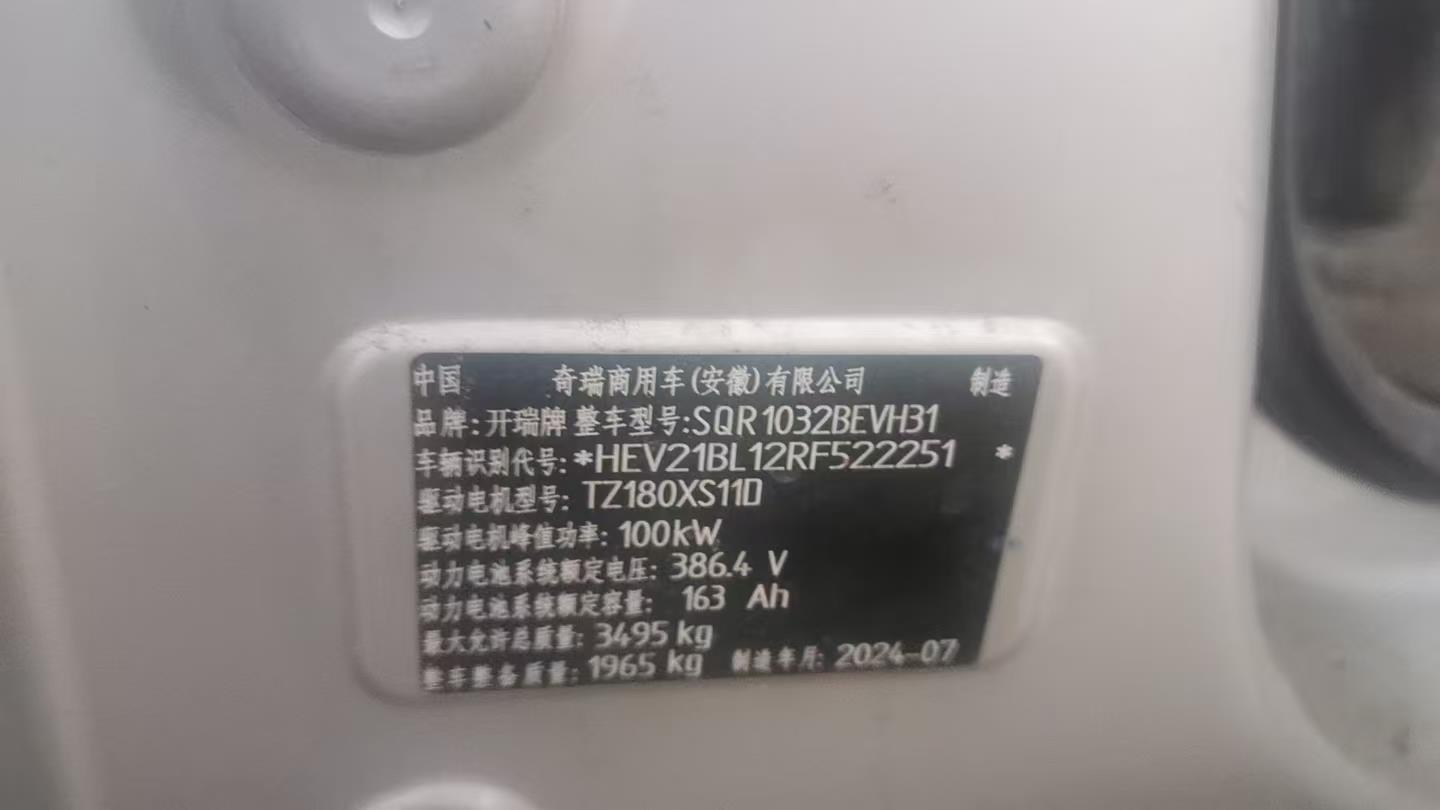 中国 奇瑞商用车(安徽)有限公司 制造
品牌:开瑞牌 整车型号:SQR1032BEVH31
车辆识别代号:*HEV21BL12RF522251 *
驱动电机型号: TZ180XS11D
驱动电机峰值功率: 100kW
动力电池系统额定电压: 386.4 V
动力电池系统额定容量: 163 Ah
最大允许总质量: 3495 kg
整车整备质量: 1965 kg 制造年月: 2024-07